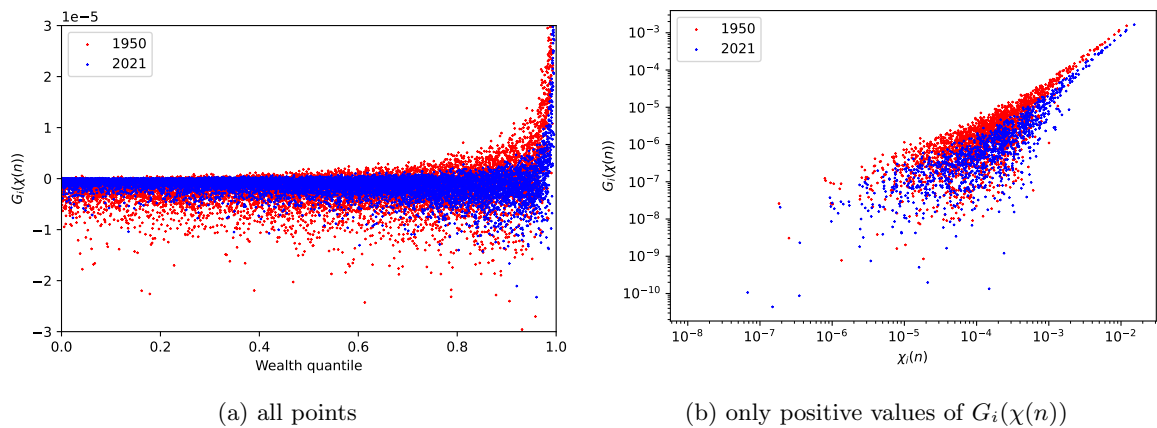 1e−5
3
2
1
0
−1
−2
−3
1950
2021
G_i(χ(n))
0.0 0.2 0.4 0.6 0.8 1.0
Wealth quantile
(a) all points
10^−3
10^−4
10^−5
10^−6
10^−7
10^−8
10^−9
10^−10
1950
2021
G_i(χ(n))
10^−8 10^−7 10^−6 10^−5 10^−4 10^−3 10^−2
χ_i(n)
(b) only positive values of G_i(χ(n))